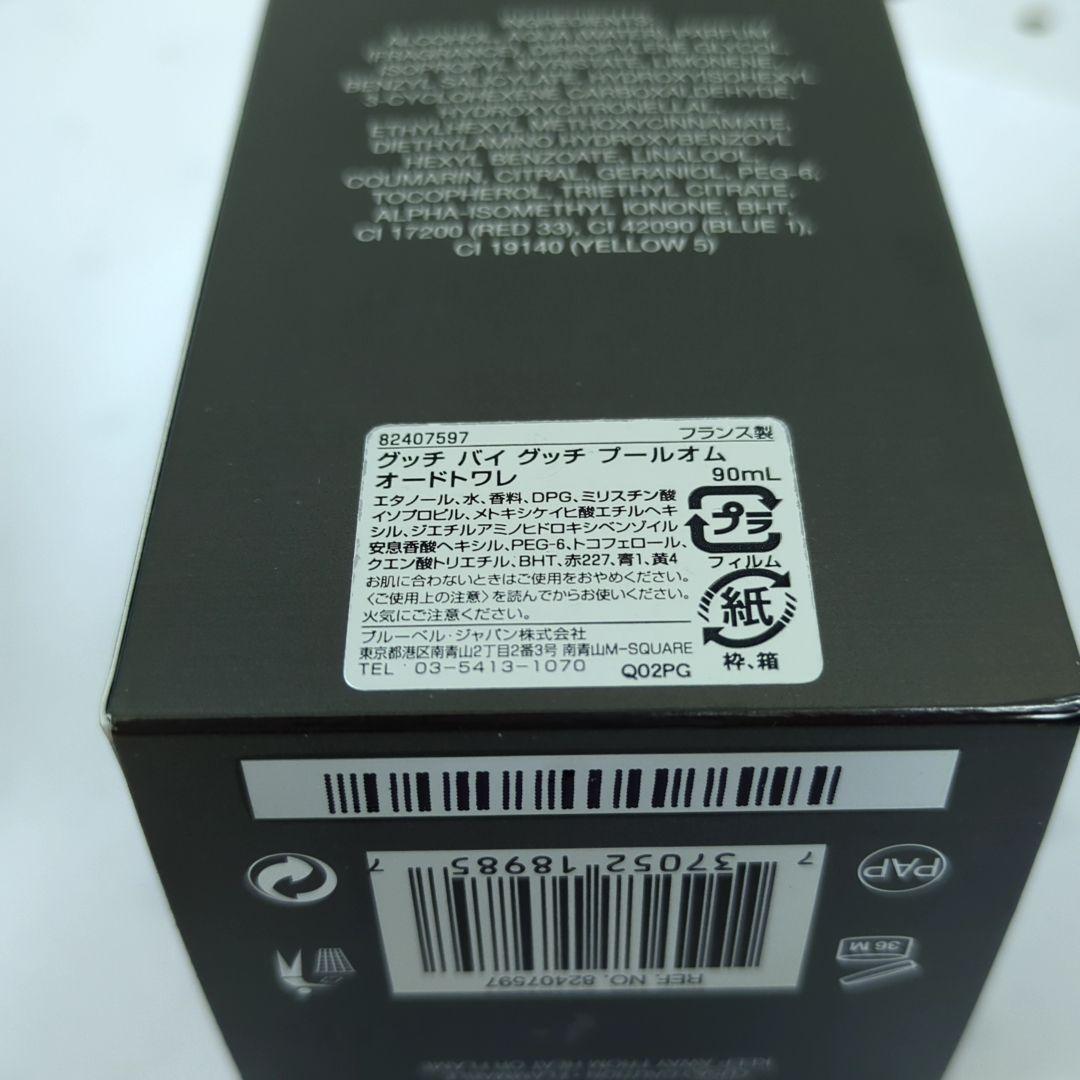 INGREDIENTS:
ISOPROPYL MYRISTATE, LIMONENE,
BENZYL SALICYLATE, HYDROXYISOHEXYL
3-CYCLOHEXENE CARBOXALDEHYDE,
HYDROXYCITRONELLAL,
ETHYLHEXYL METHOXYCINNAMATE,
DIETHYLAMINO HYDROXYBENZOYL
HEXYL BENZOATE, LINALOOL,
COUMARIN, CITRAL, GERANIOL, PEG-6,
TOCOPHEROL, TRIETHYL CITRATE,
ALPHA-ISOMETHYL IONONE, BHT,
CI 17200 (RED 33), CI 42090 (BLUE 1),
CI 19140 (YELLOW 5)
82407597 フランス製
グッチ バイ グッチ プールオム
オードトワレ 90mL
エタノール、水、香料、DPG、ミリスチン酸
イソプロピル、メトキシケイヒ酸エチルヘキ
シル、ジエチルアミノヒドロキシベンゾイル
安息香酸ヘキシル、PEG-6、トコフェロール、
クエン酸トリエチル、BHT、赤227、青1、黄4
お肌に合わないときはご使用をおやめください。
〈ご使用上の注意〉を読んでからお使いください。
火気にご注意ください。
プラ
フィルム
紙
枠、箱
ブルーベル・ジャパン株式会社
東京都港区南青山2丁目2番3号 南青山M-SQUARE
TEL 03-5413-1070 Q02PG
7 37052 18985 7
REF. NO. 82407597
PAP
36 M
KEEP AWAY FROM HEAT OR FLAME